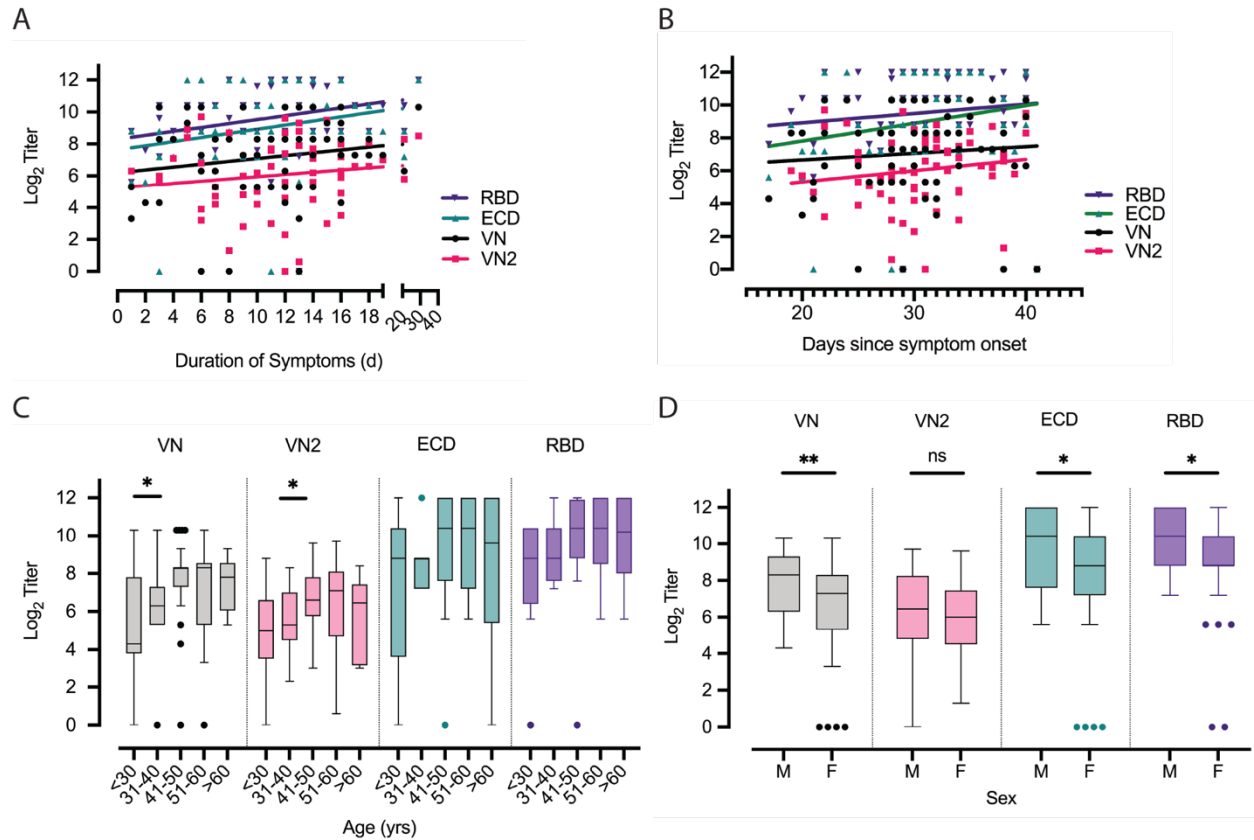 A
Log2 Titer
12
10
8
6
4
2
0
0 2 4 6 8 10 12 14 16 18 20 30 40
Duration of Symptoms (d)
RBD
ECD
VN
VN2
B
Log2 Titer
12
10
8
6
4
2
0
20 30 40
Days since symptom onset
RBD
ECD
VN
VN2
C
VN VN2 ECD RBD
* *
Log2 Titer
12
10
8
6
4
2
0
<30 31-40 41-50 51-60 >60 <30 31-40 41-50 51-60 >60 <30 31-40 41-50 51-60 >60 <30 31-40 41-50 51-60 >60
Age (yrs)
D
VN VN2 ECD RBD
** ns * *
Log2 Titer
12
10
8
6
4
2
0
M F M F M F M F
Sex